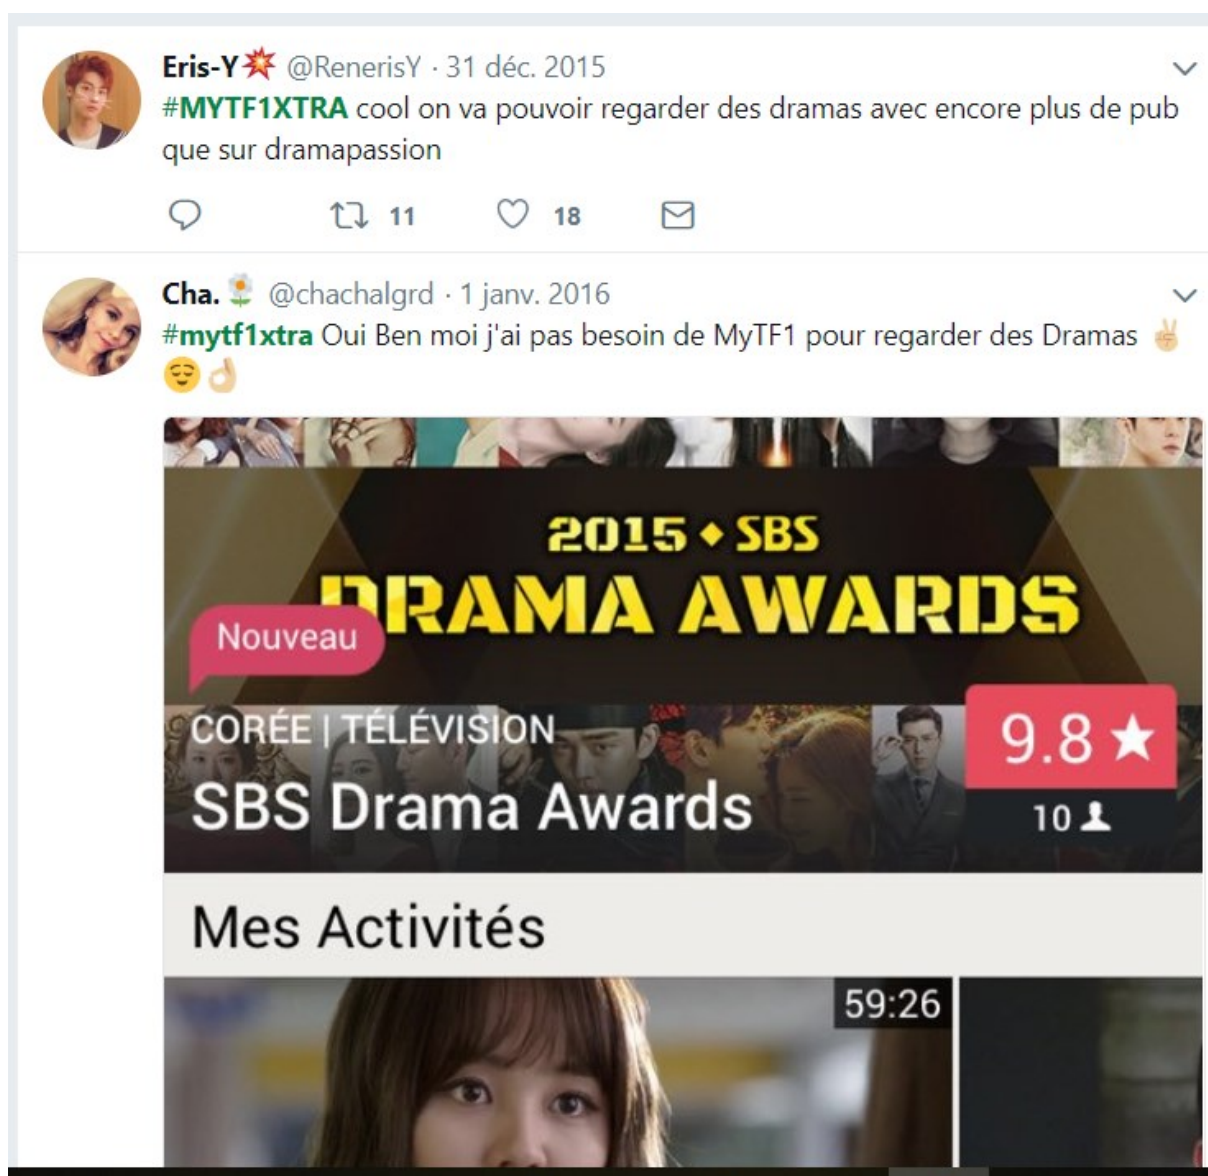 Eris-Y💥 @RenerisY · 31 déc. 2015
#MYTF1XTRA cool on va pouvoir regarder des dramas avec encore plus de pub
que sur dramapassion
11 18
Cha.🌼 @chachalgrd · 1 janv. 2016
#mytf1xtra Oui Ben moi j'ai pas besoin de MyTF1 pour regarder des Dramas ✌🏼
😌👌🏼
2015 ◆ SBS
DRAMA AWARDS
Nouveau
CORÉE | TÉLÉVISION
9.8 ★
SBS Drama Awards
10
Mes Activités
59:26